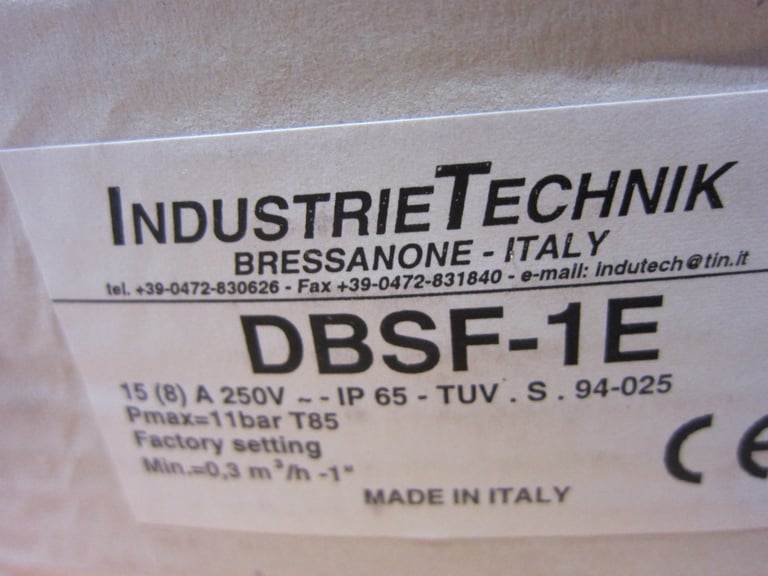 INDUSTRIETECHNIK
BRESSANONE - ITALY
tel. +39-0472-830626 - Fax +39-0472-831840 - e-mail: indutech@tin.it
DBSF-1E
15 (8) A 250V ~ - IP 65 - TUV . S . 94-025
Pmax=11bar T85
Factory setting
Min.=0,3 m³/h -1"
CE
MADE IN ITALY